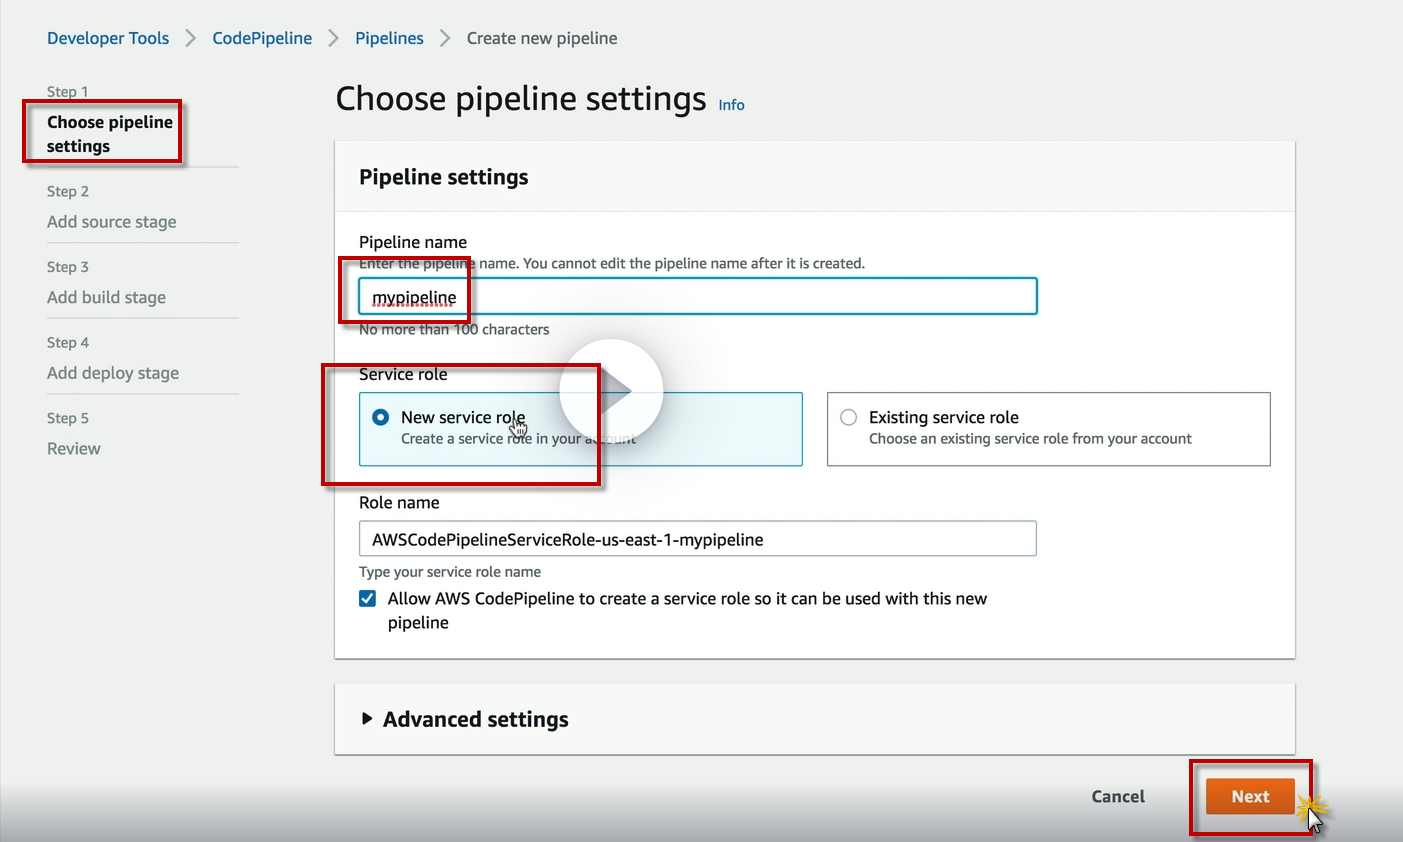 Developer Tools > CodePipeline > Pipelines > Create new pipeline
Step 1
Choose pipeline
settings
Step 2
Add source stage
Step 3
Add build stage
Step 4
Add deploy stage
Step 5
Review
Choose pipeline settings Info
Pipeline settings
Pipeline name
Enter the pipeline name. You cannot edit the pipeline name after it is created.
mypipeline
No more than 100 characters
Service role
New service role
Create a service role in your account
Existing service role
Choose an existing service role from your account
Role name
AWSCodePipelineServiceRole-us-east-1-mypipeline
Type your service role name
Allow AWS CodePipeline to create a service role so it can be used with this new
pipeline
Advanced settings
Cancel
Next